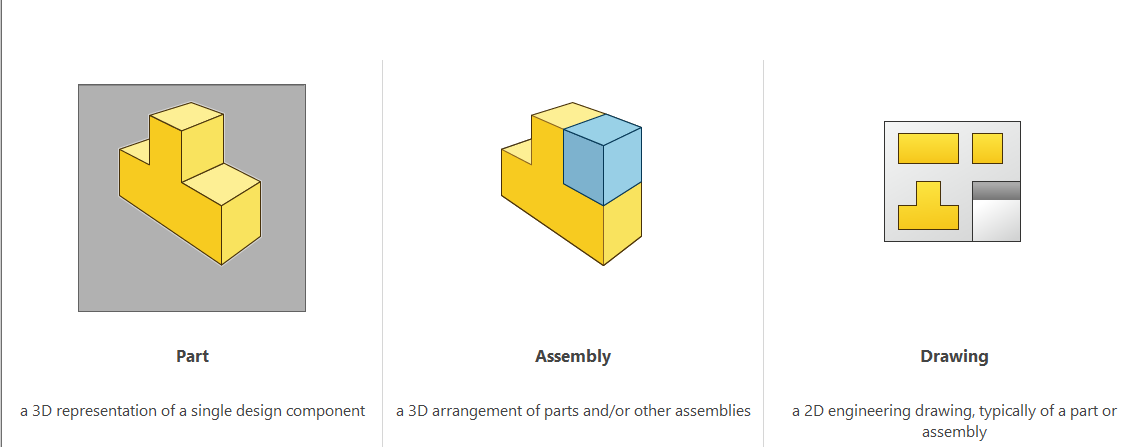 Part
Assembly
Drawing
a 3D representation of a single design component
a 3D arrangement of parts and/or other assemblies
a 2D engineering drawing, typically of a part or
assembly